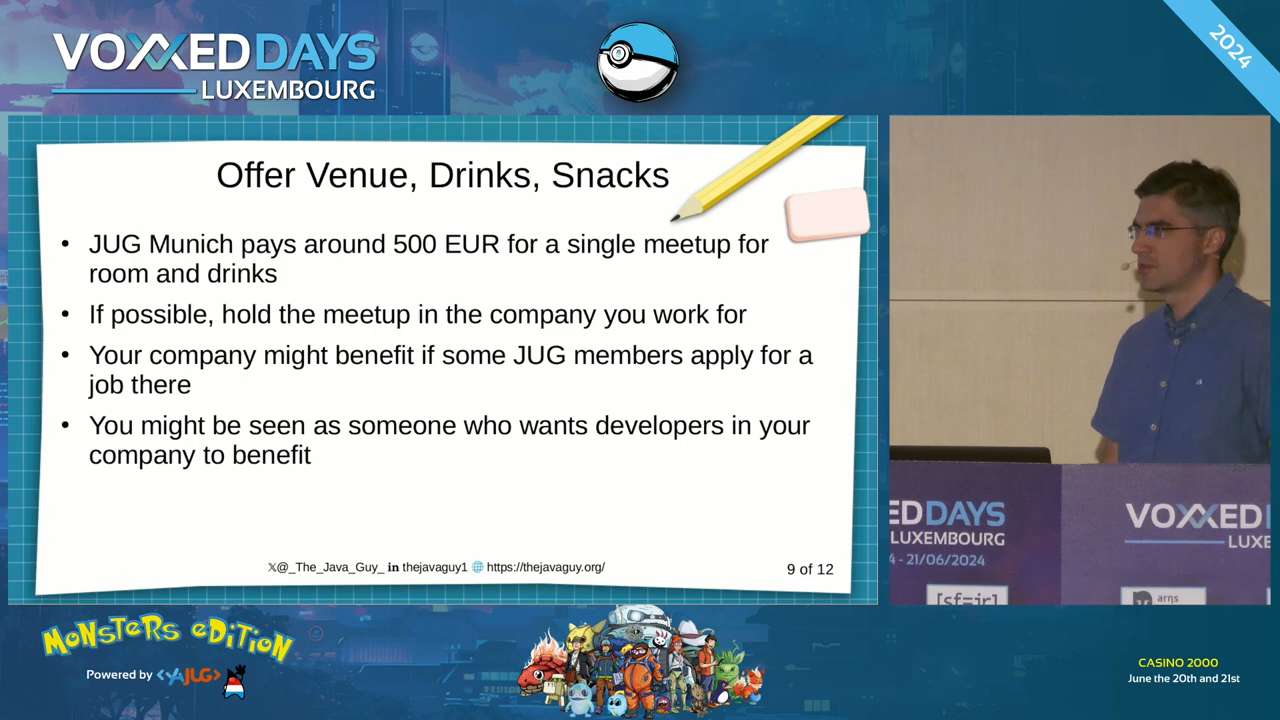 VOXXEDDAYS
LUXEMBOURG
2024
Offer Venue, Drinks, Snacks
• JUG Munich pays around 500 EUR for a single meetup for
room and drinks
• If possible, hold the meetup in the company you work for
• Your company might benefit if some JUG members apply for a
job there
• You might be seen as someone who wants developers in your
company to benefit
𝕏@_The_Java_Guy_ in thejavaguy1 https://thejavaguy.org/
9 of 12
EDDAYS
LUXEMBOURG
4 - 21/06/2024
[sf=ir]
VOXXED
LUXE
arηs
MONSTERS EDITION
Powered by <YAJUG>
CASINO 2000
June the 20th and 21st